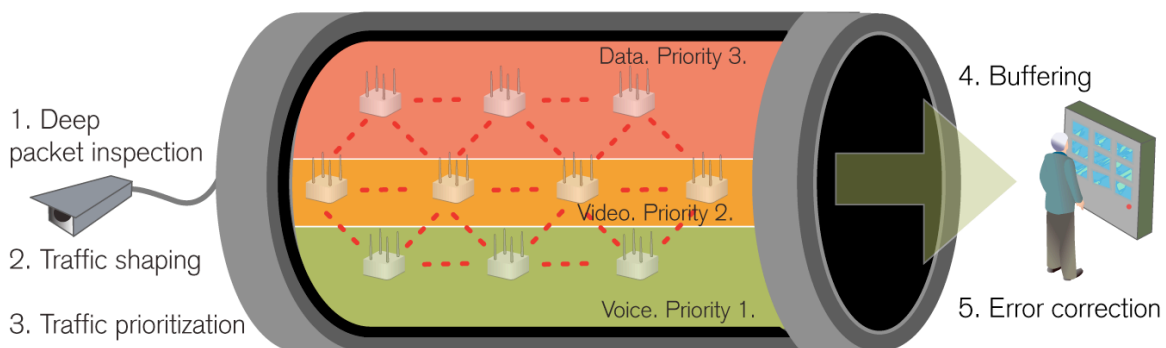 1. Deep
packet inspection
2. Traffic shaping
3. Traffic prioritization
Data. Priority 3.
Video. Priority 2.
Voice. Priority 1.
4. Buffering
5. Error correction